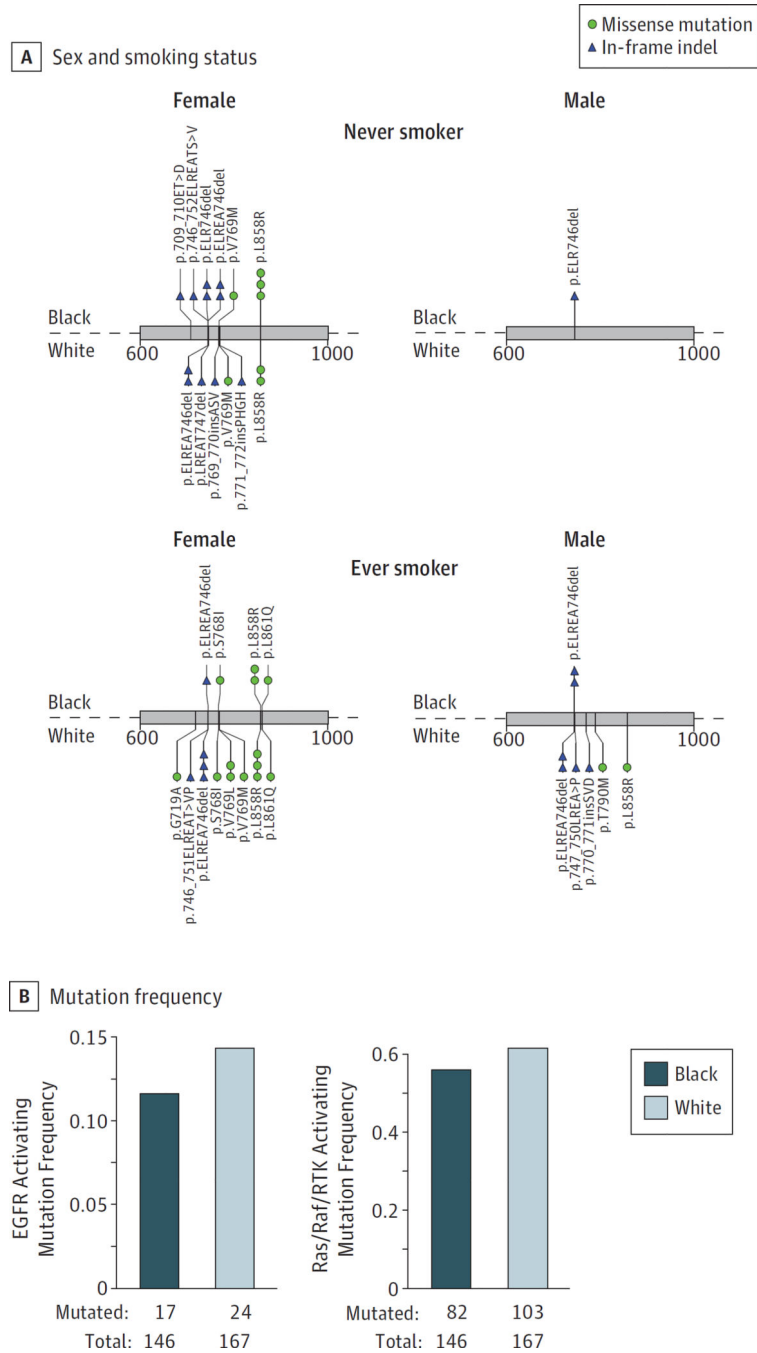 Missense mutation
In-frame indel
A Sex and smoking status
Female
Male
Never smoker
p.709_710ET>D
p.746_752ELREATS>V
p.ELR746del
p.ELREA746del
p.V769M
p.L858R
p.ELR746del
Black
White
600
1000
Black
White
600
1000
p.ELREA746del
p.LREAT747del
p.769_770insASV
p.V769M
p.771_772insPHGH
p.L858R
Female
Male
Ever smoker
p.ELREA746del
p.S768I
p.L858R
p.L861Q
p.ELREA746del
Black
White
600
1000
Black
White
600
1000
p.G719A
p.746_751ELREAT>VP
p.ELREA746del
p.S768I
p.V769L
p.V769M
p.L858R
p.L861Q
p.ELREA746del
p.747_750LREA>P
p.770_771insSVD
p.T790M
p.L858R
B Mutation frequency
EGFR Activating
Mutation Frequency
0.15
0.10
0.05
0
Mutated: 17 24
Total: 146 167
Ras/Raf/RTK Activating
Mutation Frequency
0.6
0.4
0.2
0
Mutated: 82 103
Total: 146 167
Black
White